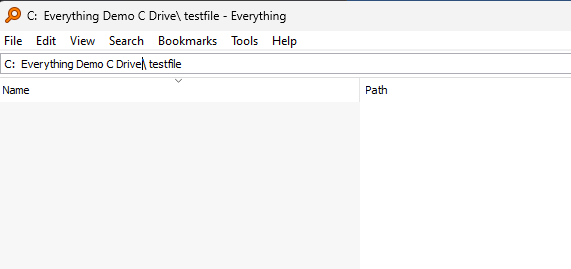 C:  Everything Demo C Drive\ testfile - Everything
File Edit View Search Bookmarks Tools Help
C:  Everything Demo C Drive\ testfile
Name Path